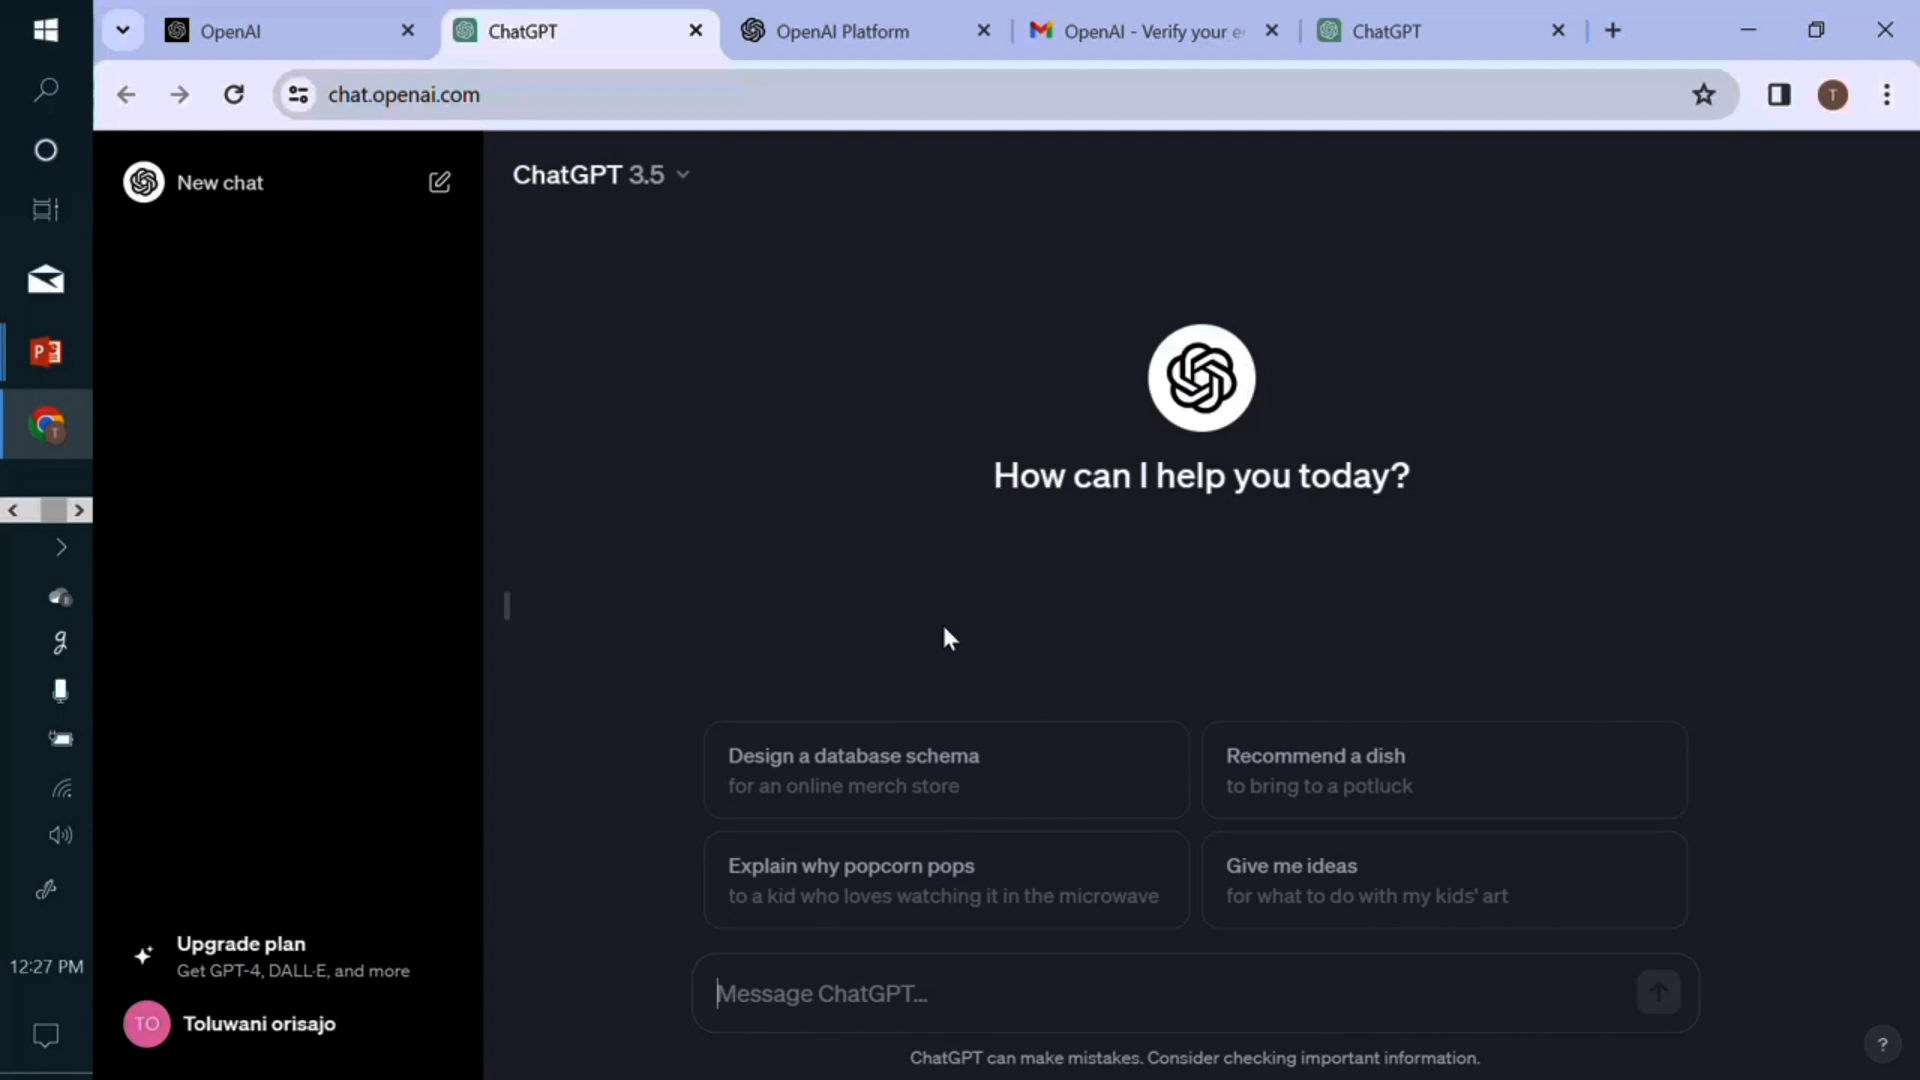 OpenAI
ChatGPT
OpenAI Platform
OpenAI - Verify your e
ChatGPT
chat.openai.com
T
New chat
ChatGPT 3.5
How can I help you today?
Design a database schema
for an online merch store
Recommend a dish
to bring to a potluck
Explain why popcorn pops
to a kid who loves watching it in the microwave
Give me ideas
for what to do with my kids' art
Upgrade plan
Get GPT-4, DALL·E, and more
12:27 PM
Message ChatGPT...
TO
Toluwani orisajo
ChatGPT can make mistakes. Consider checking important information.
?